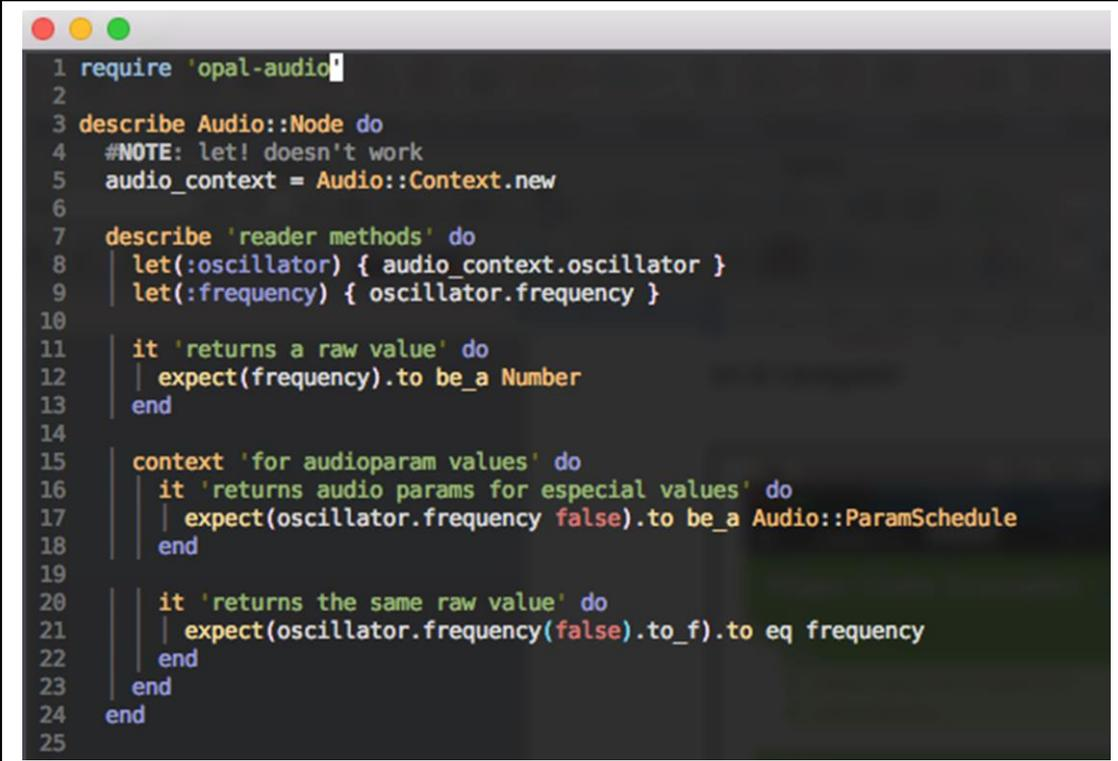 1 require 'opal-audio'
2
3 describe Audio::Node do
4   #NOTE: let! doesn't work
5   audio_context = Audio::Context.new
6
7   describe 'reader methods' do
8     let(:oscillator) { audio_context.oscillator }
9     let(:frequency) { oscillator.frequency }
10
11     it 'returns a raw value' do
12       expect(frequency).to be_a Number
13     end
14
15     context 'for audioparam values' do
16       it 'returns audio params for especial values' do
17         expect(oscillator.frequency false).to be_a Audio::ParamSchedule
18       end
19
20       it 'returns the same raw value' do
21         expect(oscillator.frequency(false).to_f).to eq frequency
22       end
23     end
24   end
25